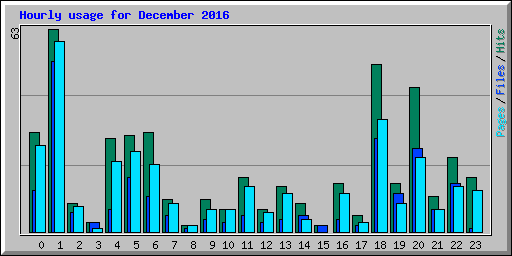 Hourly usage for December 2016
63
Pages / Files / Hits
0 1 2 3 4 5 6 7 8 9 10 11 12 13 14 15 16 17 18 19 20 21 22 23